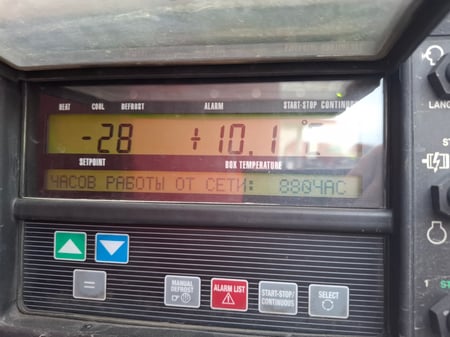 HEAT COOL DEFROST ALARM START-STOP CONTINUOUS
-28 +10.1 °C
SETPOINT BOX TEMPERATURE
ЧАСОВ РАБОТЫ ОТ СЕТИ: 880ЧАС
=
MANUAL DEFROST
ALARM LIST
START-STOP/ CONTINUOUS
SELECT